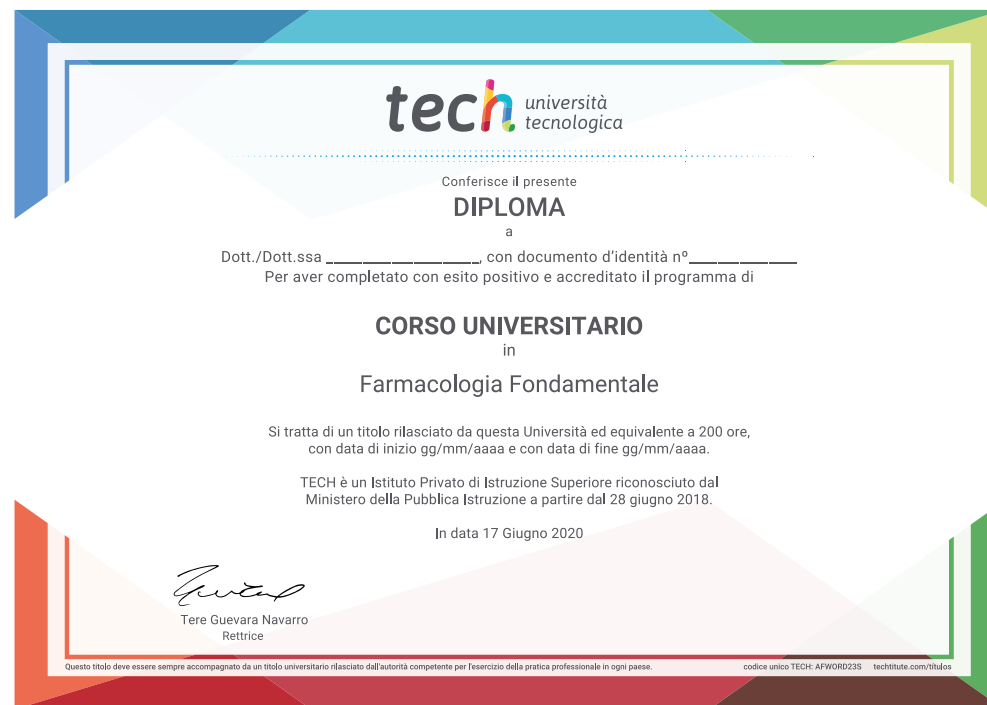 tech università
tecnologica
Conferisce il presente
DIPLOMA
a
Dott./Dott.ssa ____________________, con documento d'identità nº______________
Per aver completato con esito positivo e accreditato il programma di
CORSO UNIVERSITARIO
in
Farmacologia Fondamentale
Si tratta di un titolo rilasciato da questa Università ed equivalente a 200 ore,
con data di inizio gg/mm/aaaa e con data di fine gg/mm/aaaa.
TECH è un Istituto Privato di Istruzione Superiore riconosciuto dal
Ministero della Pubblica Istruzione a partire dal 28 giugno 2018.
In data 17 Giugno 2020
Tere Guevara Navarro
Rettrice
Questo titolo deve essere sempre accompagnato da un titolo universitario rilasciato dall'autorità competente per l'esercizio della pratica professionale in ogni paese.
codice unico TECH: AFWORD23S techtitute.com/títulos